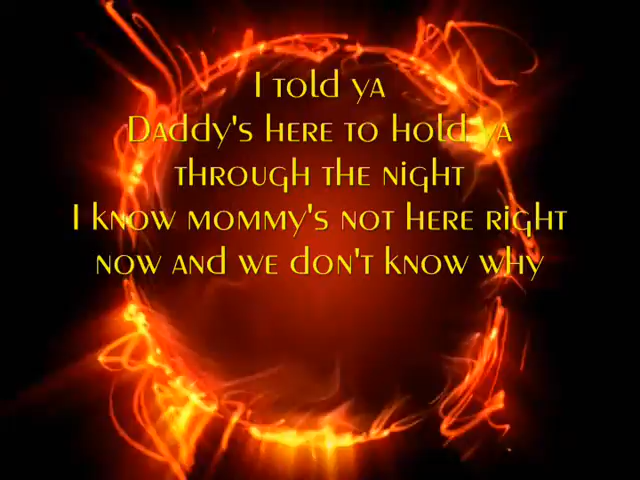 I told ya
Daddy's here to hold ya
through the night
I know mommy's not here right
now and we don't know why